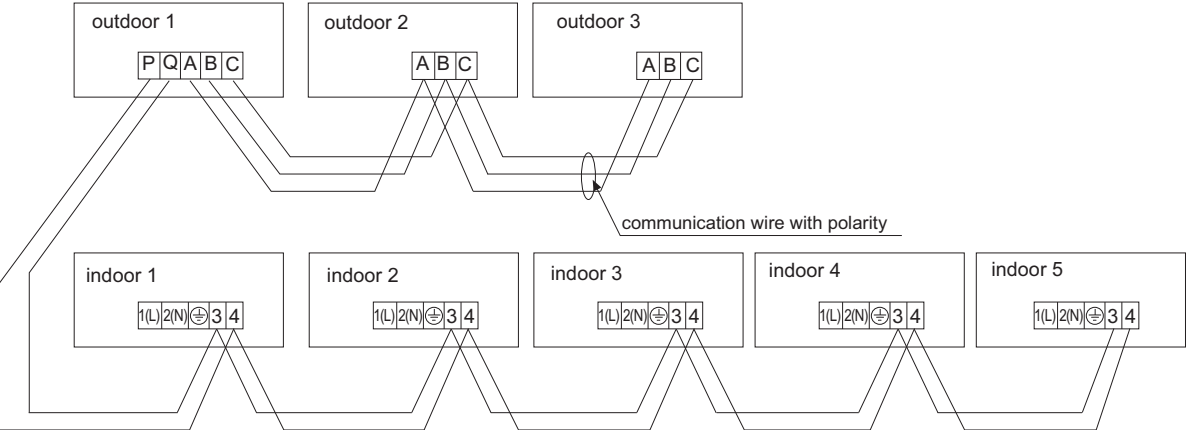 outdoor 1
outdoor 2
outdoor 3
P Q A B C
A B C
A B C
communication wire with polarity
indoor 1
indoor 2
indoor 3
indoor 4
indoor 5
1(L) 2(N) 3 4
1(L) 2(N) 3 4
1(L) 2(N) 3 4
1(L) 2(N) 3 4
1(L) 2(N) 3 4